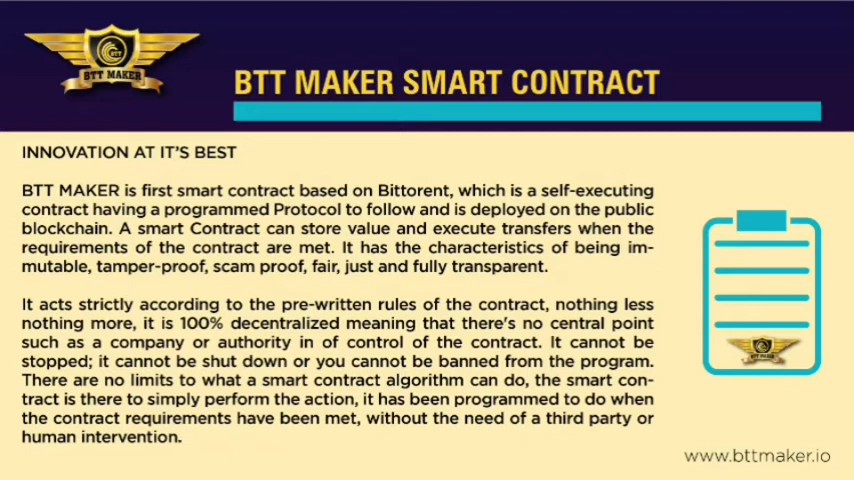 BTT
BTT MAKER
BTT MAKER SMART CONTRACT
INNOVATION AT IT'S BEST
BTT MAKER is first smart contract based on Bittorent, which is a self-executing
contract having a programmed Protocol to follow and is deployed on the public
blockchain. A smart Contract can store value and execute transfers when the
requirements of the contract are met. It has the characteristics of being im-
mutable, tamper-proof, scam proof, fair, just and fully transparent.
It acts strictly according to the pre-written rules of the contract, nothing less
nothing more, it is 100% decentralized meaning that there's no central point
such as a company or authority in of control of the contract. It cannot be
stopped; it cannot be shut down or you cannot be banned from the program.
There are no limits to what a smart contract algorithm can do, the smart con-
tract is there to simply perform the action, it has been programmed to do when
the contract requirements have been met, without the need of a third party or
human intervention.
BTT MAKER
www.bttmaker.io